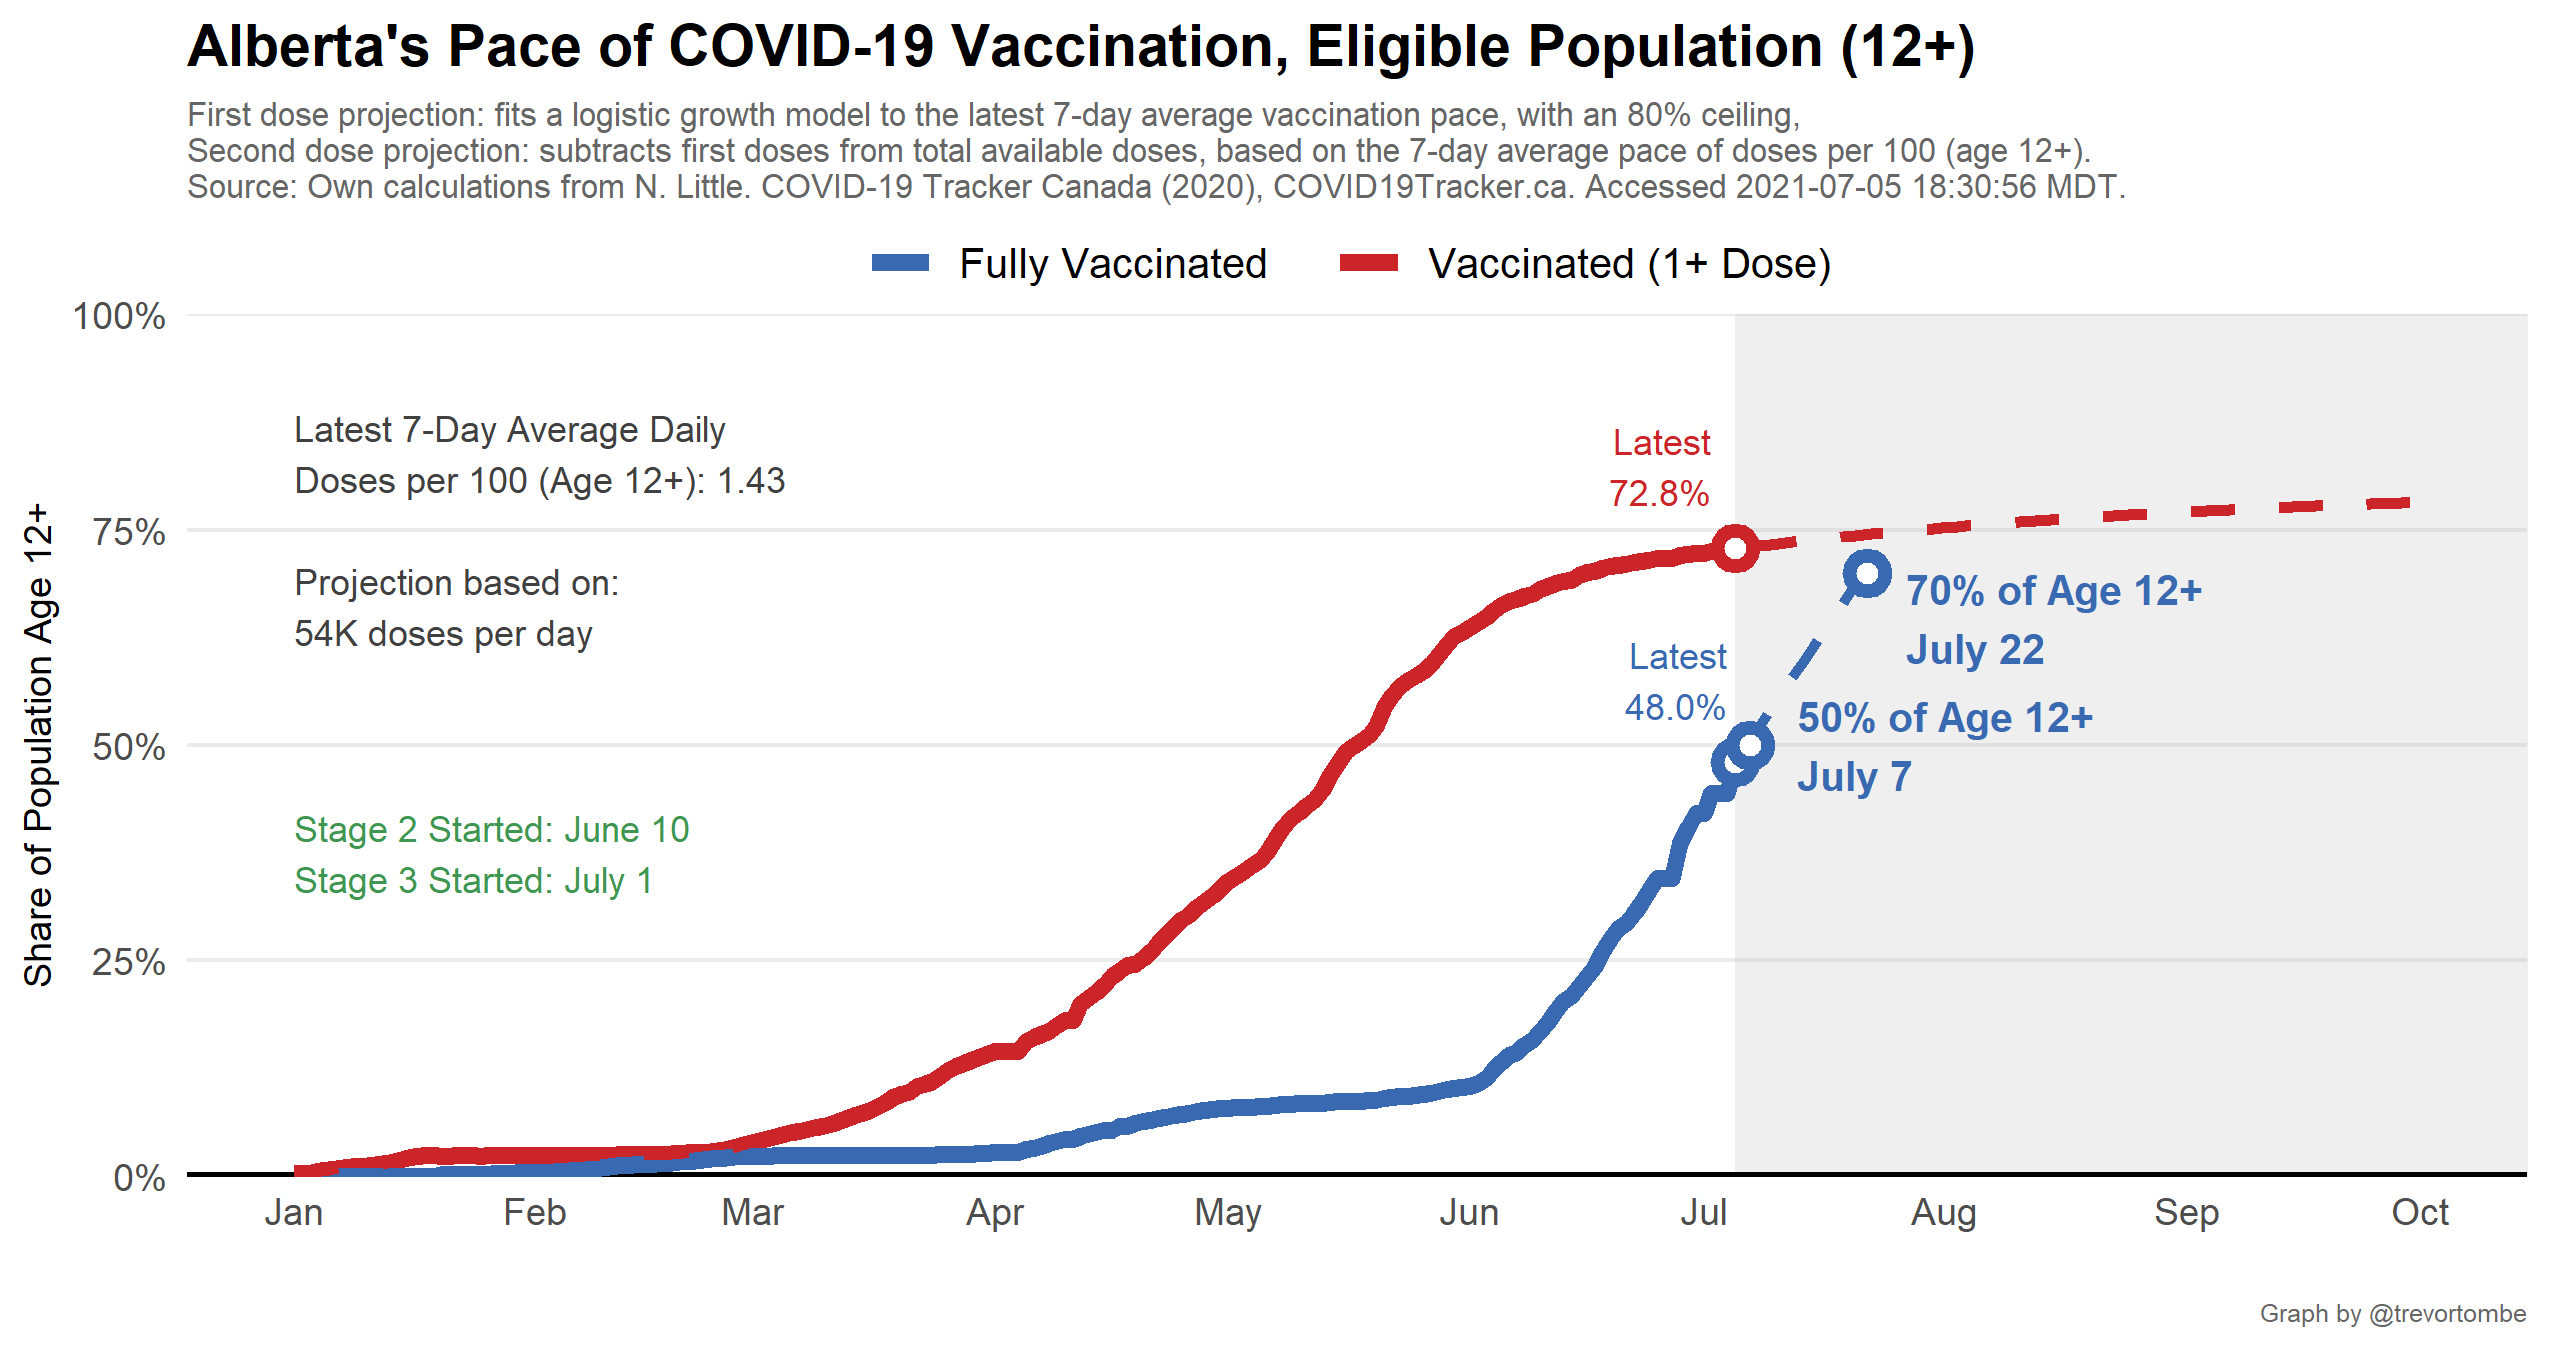 Alberta's Pace of COVID-19 Vaccination, Eligible Population (12+)
First dose projection: fits a logistic growth model to the latest 7-day average vaccination pace, with an 80% ceiling,
Second dose projection: subtracts first doses from total available doses, based on the 7-day average pace of doses per 100 (age 12+).
Source: Own calculations from N. Little. COVID-19 Tracker Canada (2020), COVID19Tracker.ca. Accessed 2021-07-05 18:30:56 MDT.
Fully Vaccinated
Vaccinated (1+ Dose)
Share of Population Age 12+
100%
75%
50%
25%
0%
Latest 7-Day Average Daily
Doses per 100 (Age 12+): 1.43
Projection based on:
54K doses per day
Stage 2 Started: June 10
Stage 3 Started: July 1
Latest
72.8%
Latest
48.0%
70% of Age 12+
July 22
50% of Age 12+
July 7
Jan
Feb
Mar
Apr
May
Jun
Jul
Aug
Sep
Oct
Graph by @trevortombe